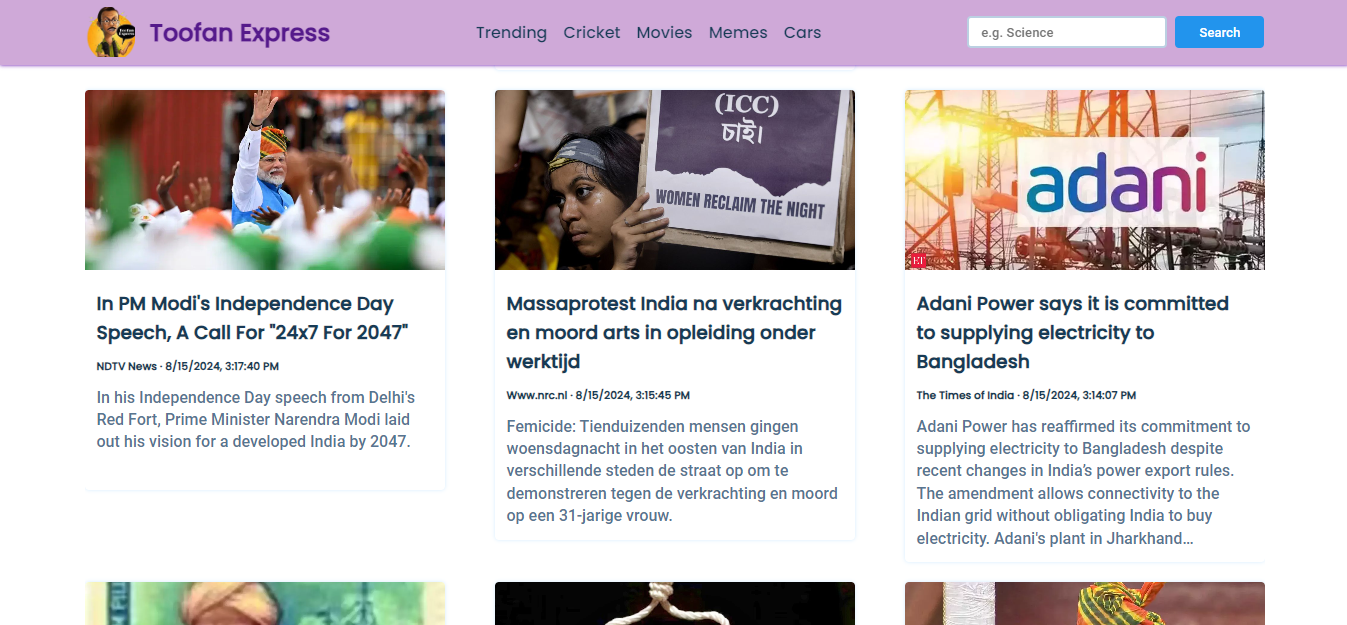 Toofan Express
Trending Cricket Movies Memes Cars
e.g. Science
Search
In PM Modi's Independence Day
Speech, A Call For "24x7 For 2047"
NDTV News · 8/15/2024, 3:17:40 PM
In his Independence Day speech from Delhi's
Red Fort, Prime Minister Narendra Modi laid
out his vision for a developed India by 2047.
(ICC)
চাই।
WOMEN RECLAIM THE NIGHT
Massaprotest India na verkrachting
en moord arts in opleiding onder
werktijd
Www.nrc.nl · 8/15/2024, 3:15:45 PM
Femicide: Tienduizenden mensen gingen
woensdagnacht in het oosten van India in
verschillende steden de straat op om te
demonstreren tegen de verkrachting en moord
op een 31-jarige vrouw.
adani
ET
Adani Power says it is committed
to supplying electricity to
Bangladesh
The Times of India · 8/15/2024, 3:14:07 PM
Adani Power has reaffirmed its commitment to
supplying electricity to Bangladesh despite
recent changes in India’s power export rules.
The amendment allows connectivity to the
Indian grid without obligating India to buy
electricity. Adani's plant in Jharkhand…